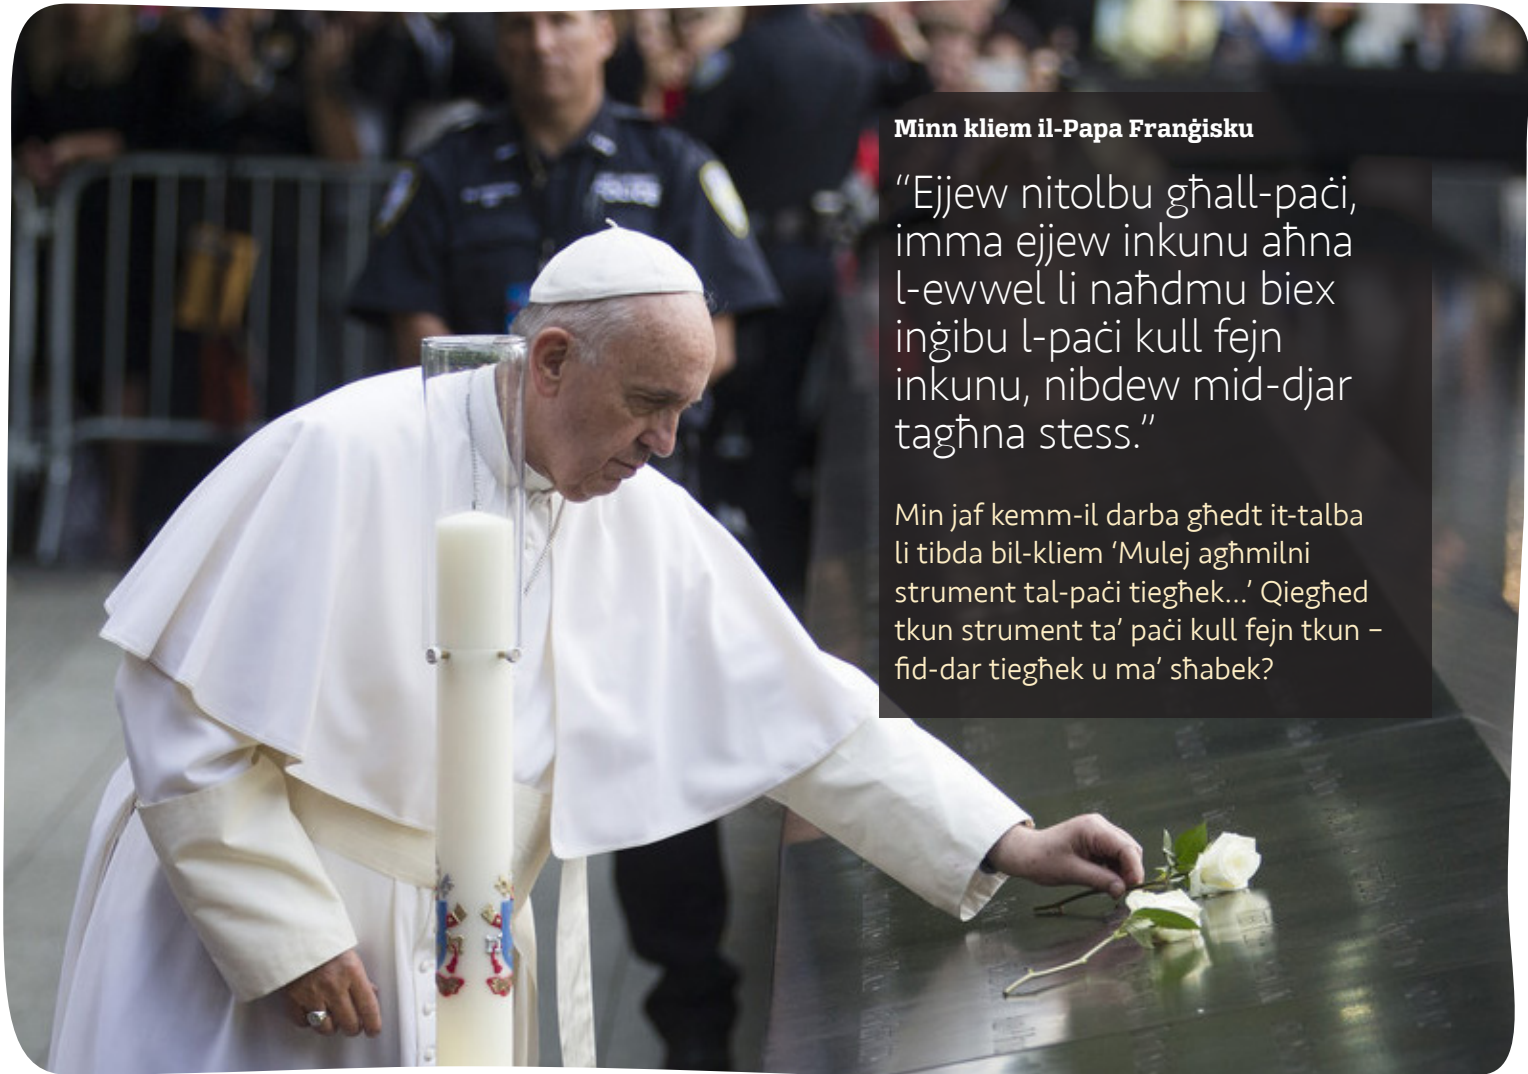 Minn kliem il-Papa Franġisku
“Ejjew nitolbu għall-paċi,
imma ejjew inkunu aħna
l-ewwel li naħdmu biex
inġibu l-paċi kull fejn
inkunu, nibdew mid-djar
tagħna stess.”
Min jaf kemm-il darba għedt it-talba
li tibda bil-kliem ‘Mulej agħmilni
strument tal-paċi tiegħek...’ Qiegħed
tkun strument ta’ paċi kull fejn tkun –
fid-dar tiegħek u ma’ sħabek?